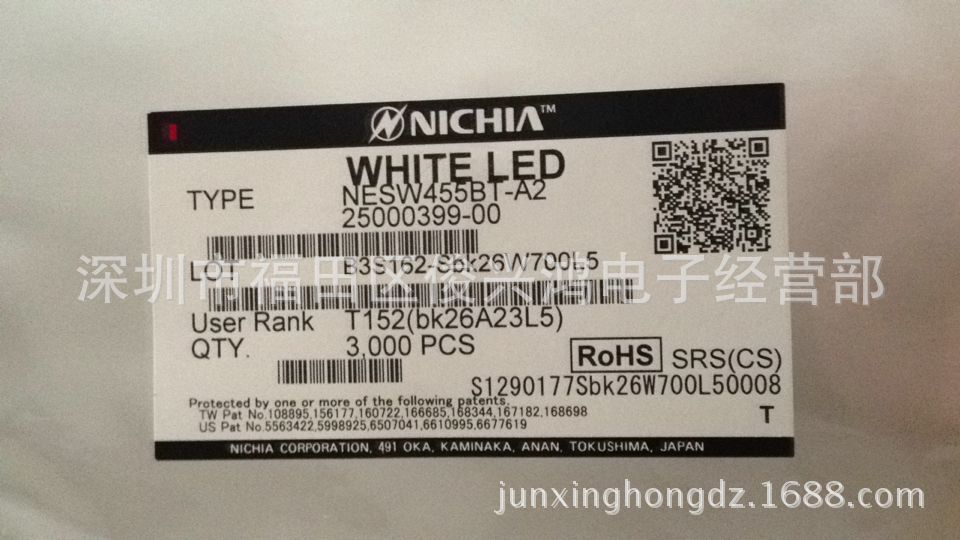 NICHIA™
WHITE LED
TYPE NESW455BT-A2
25000399-00
LOT B3S162-Sbk26W700L5
深圳市福田区俊兴鸿电子经营部
User Rank T152(bk26A23L5)
QTY. 3,000 PCS
RoHS SRS(CS)
S1290177Sbk26W700L50008
Protected by one or more of the following patents.
TW Pat No.108895,156177,160722,166685,168344,167182,168698
US Pat No.5563422,5998925,6507041,6610995,6677619
T
NICHIA CORPORATION, 491 OKA, KAMINAKA, ANAN, TOKUSHIMA, JAPAN
junxinghongdz.1688.com